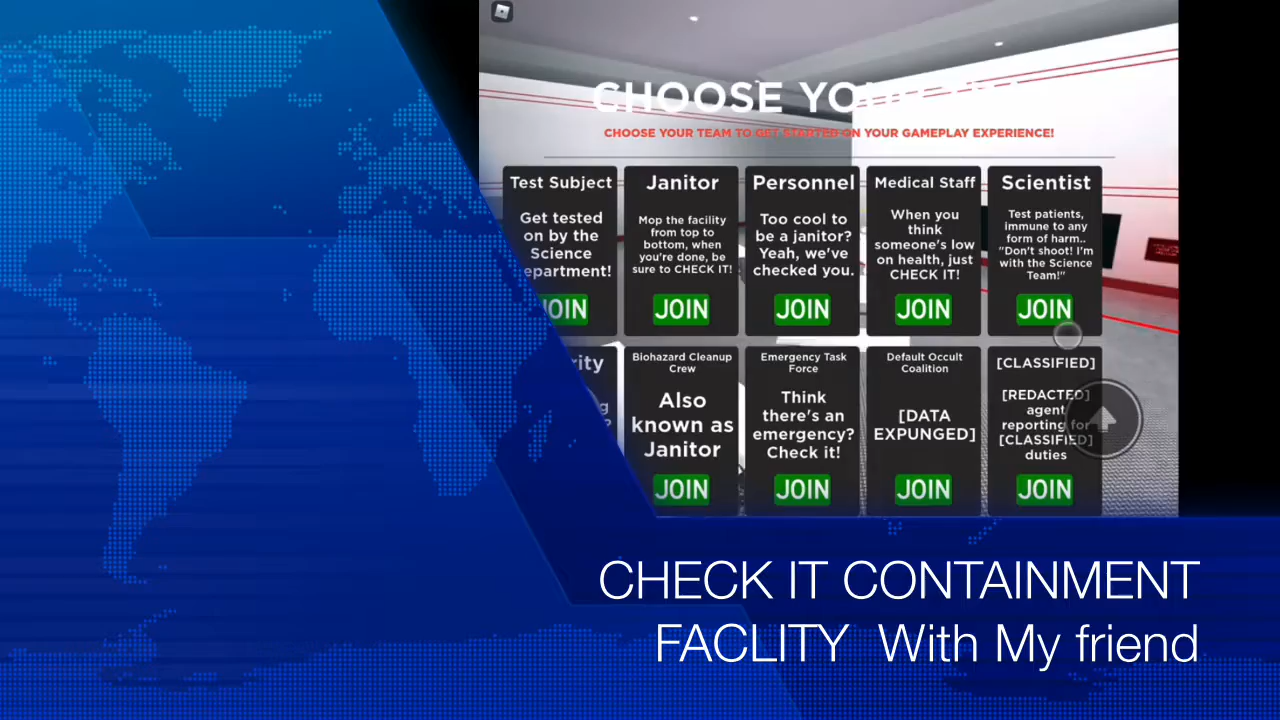 CHOOSE YOUR
CHOOSE YOUR TEAM TO GET STARTED ON YOUR GAMEPLAY EXPERIENCE!
Test Subject
Get tested
on by the
Science
epartment!
JOIN
Janitor
Mop the facility
from top to
bottom, when
you're done, be
sure to CHECK IT!
JOIN
Personnel
Too cool to
be a janitor?
Yeah, we've
checked you.
JOIN
Medical Staff
When you
think
someone's low
on health, just
CHECK IT!
JOIN
Scientist
Test patients,
immune to any
form of harm..
"Don't shoot! I'm
with the Science
Team!"
JOIN
rity
g
?
Biohazard Cleanup
Crew
Also
known as
Janitor
JOIN
Emergency Task
Force
Think
there's an
emergency?
Check it!
JOIN
Default Occult
Coalition
[DATA
EXPUNGED]
JOIN
[CLASSIFIED]
[REDACTED]
agent
reporting for
[CLASSIFIED]
duties
JOIN
CHECK IT CONTAINMENT
FACLITY With My friend